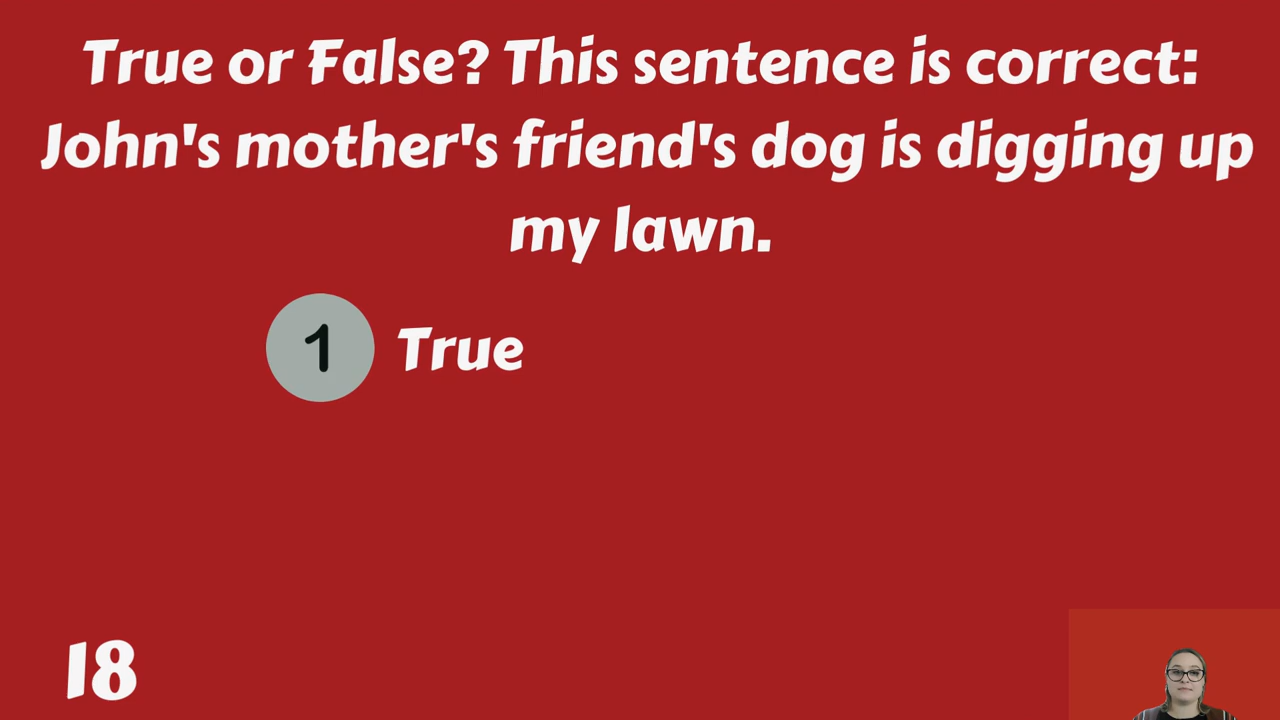 True or False? This sentence is correct:
John's mother's friend's dog is digging up
my lawn.
1 True
18